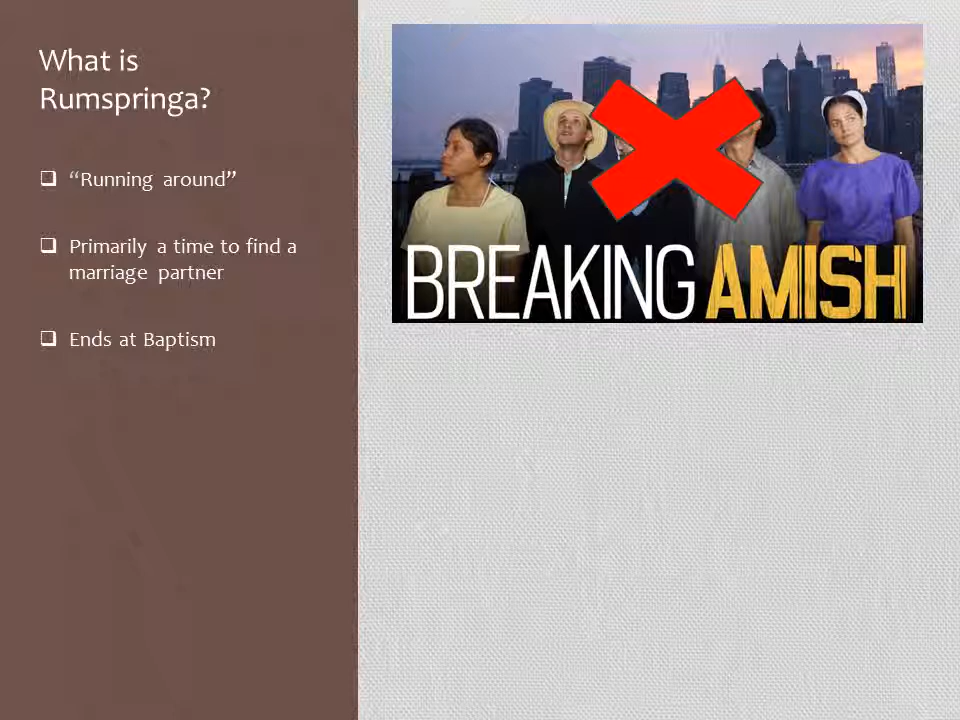 What is
Rumspringa?
“Running around”
Primarily a time to find a
marriage partner
Ends at Baptism
BREAKING AMISH